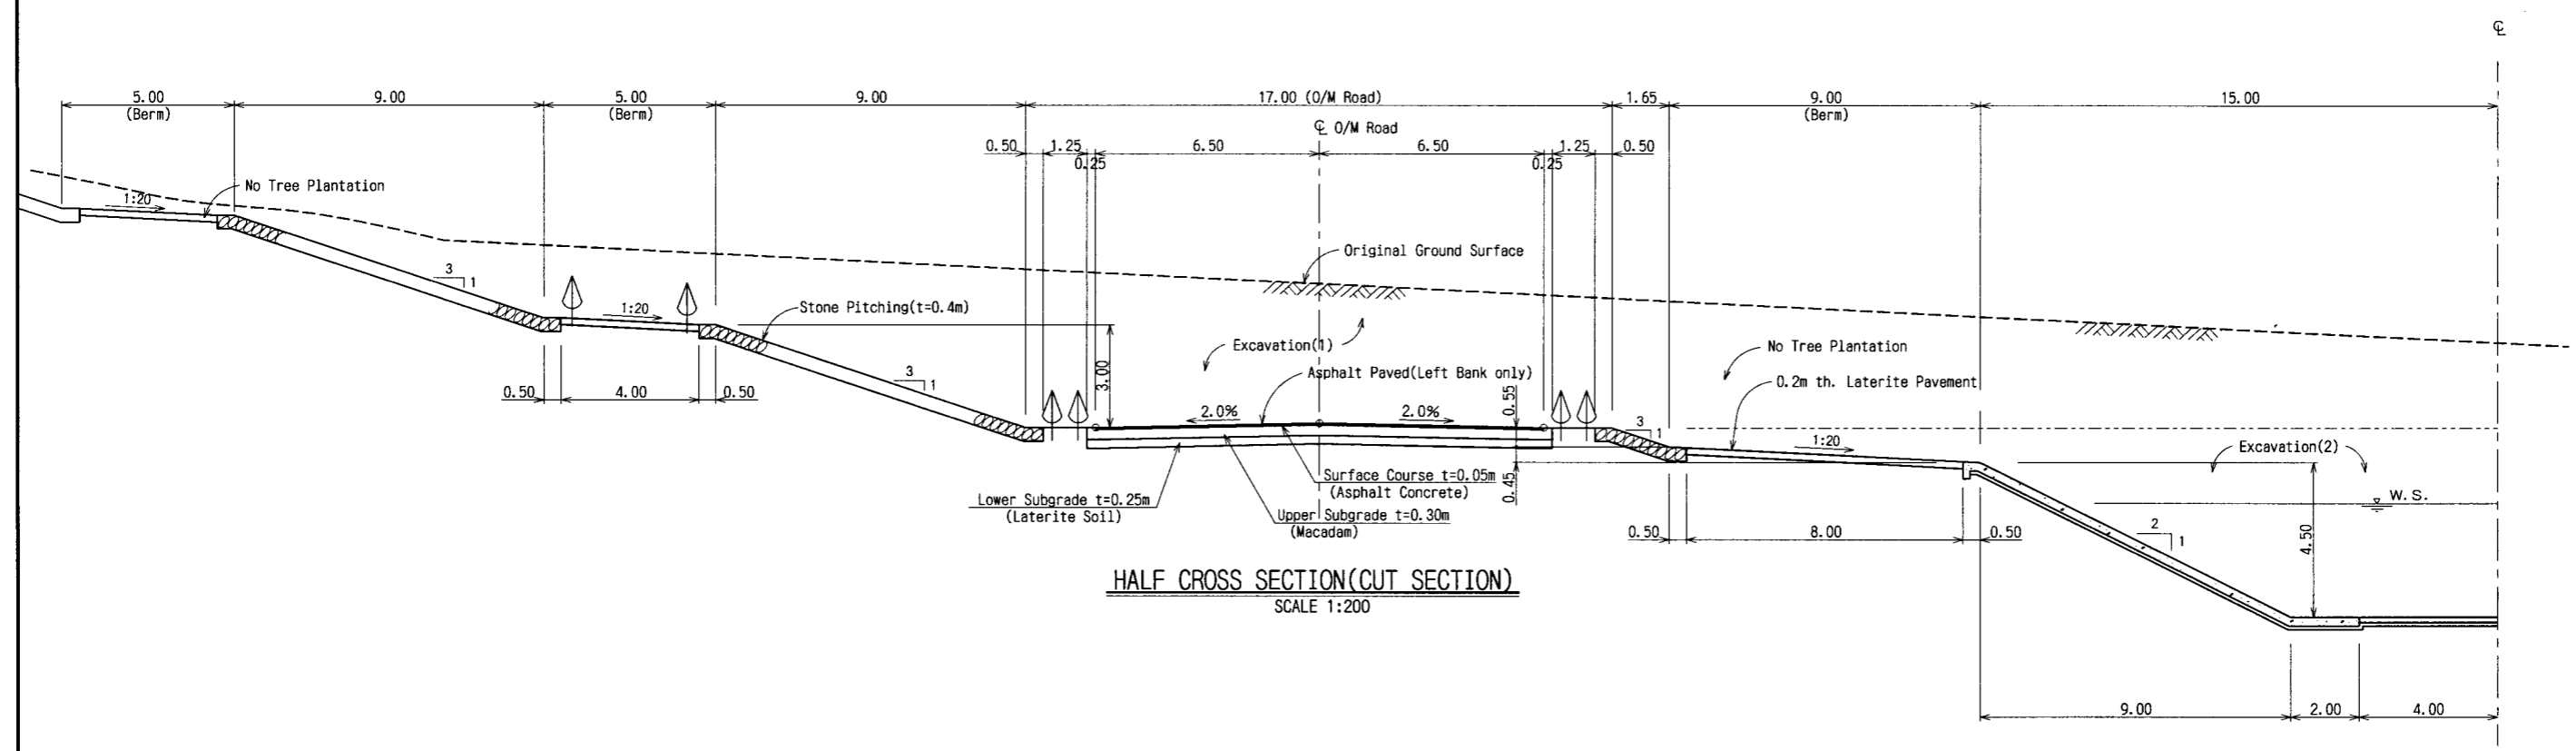 ℄
5.00 9.00 5.00 9.00 17.00 (O/M Road) 1.65 9.00 15.00
(Berm) (Berm) (Berm)
℄ O/M Road
0.50 1.25 6.50 6.50 1.25 0.50
0.25 0.25
No Tree Plantation
1:20
Original Ground Surface
3
1
1:20
Stone Pitching(t=0.4m)
Excavation(1)
No Tree Plantation
3.00
3
1
Asphalt Paved(Left Bank only)
0.2m th. Laterite Pavement
0.50 4.00 0.50
2.0% 2.0%
0.55
3
1
1:20
Excavation(2)
Surface Course t=0.05m
(Asphalt Concrete)
0.45
W.S.
Lower Subgrade t=0.25m
(Laterite Soil)
Upper Subgrade t=0.30m
(Macadam)
0.50 8.00 0.50
2
1
4.50
HALF CROSS SECTION(CUT SECTION)
SCALE 1:200
9.00 2.00 4.00